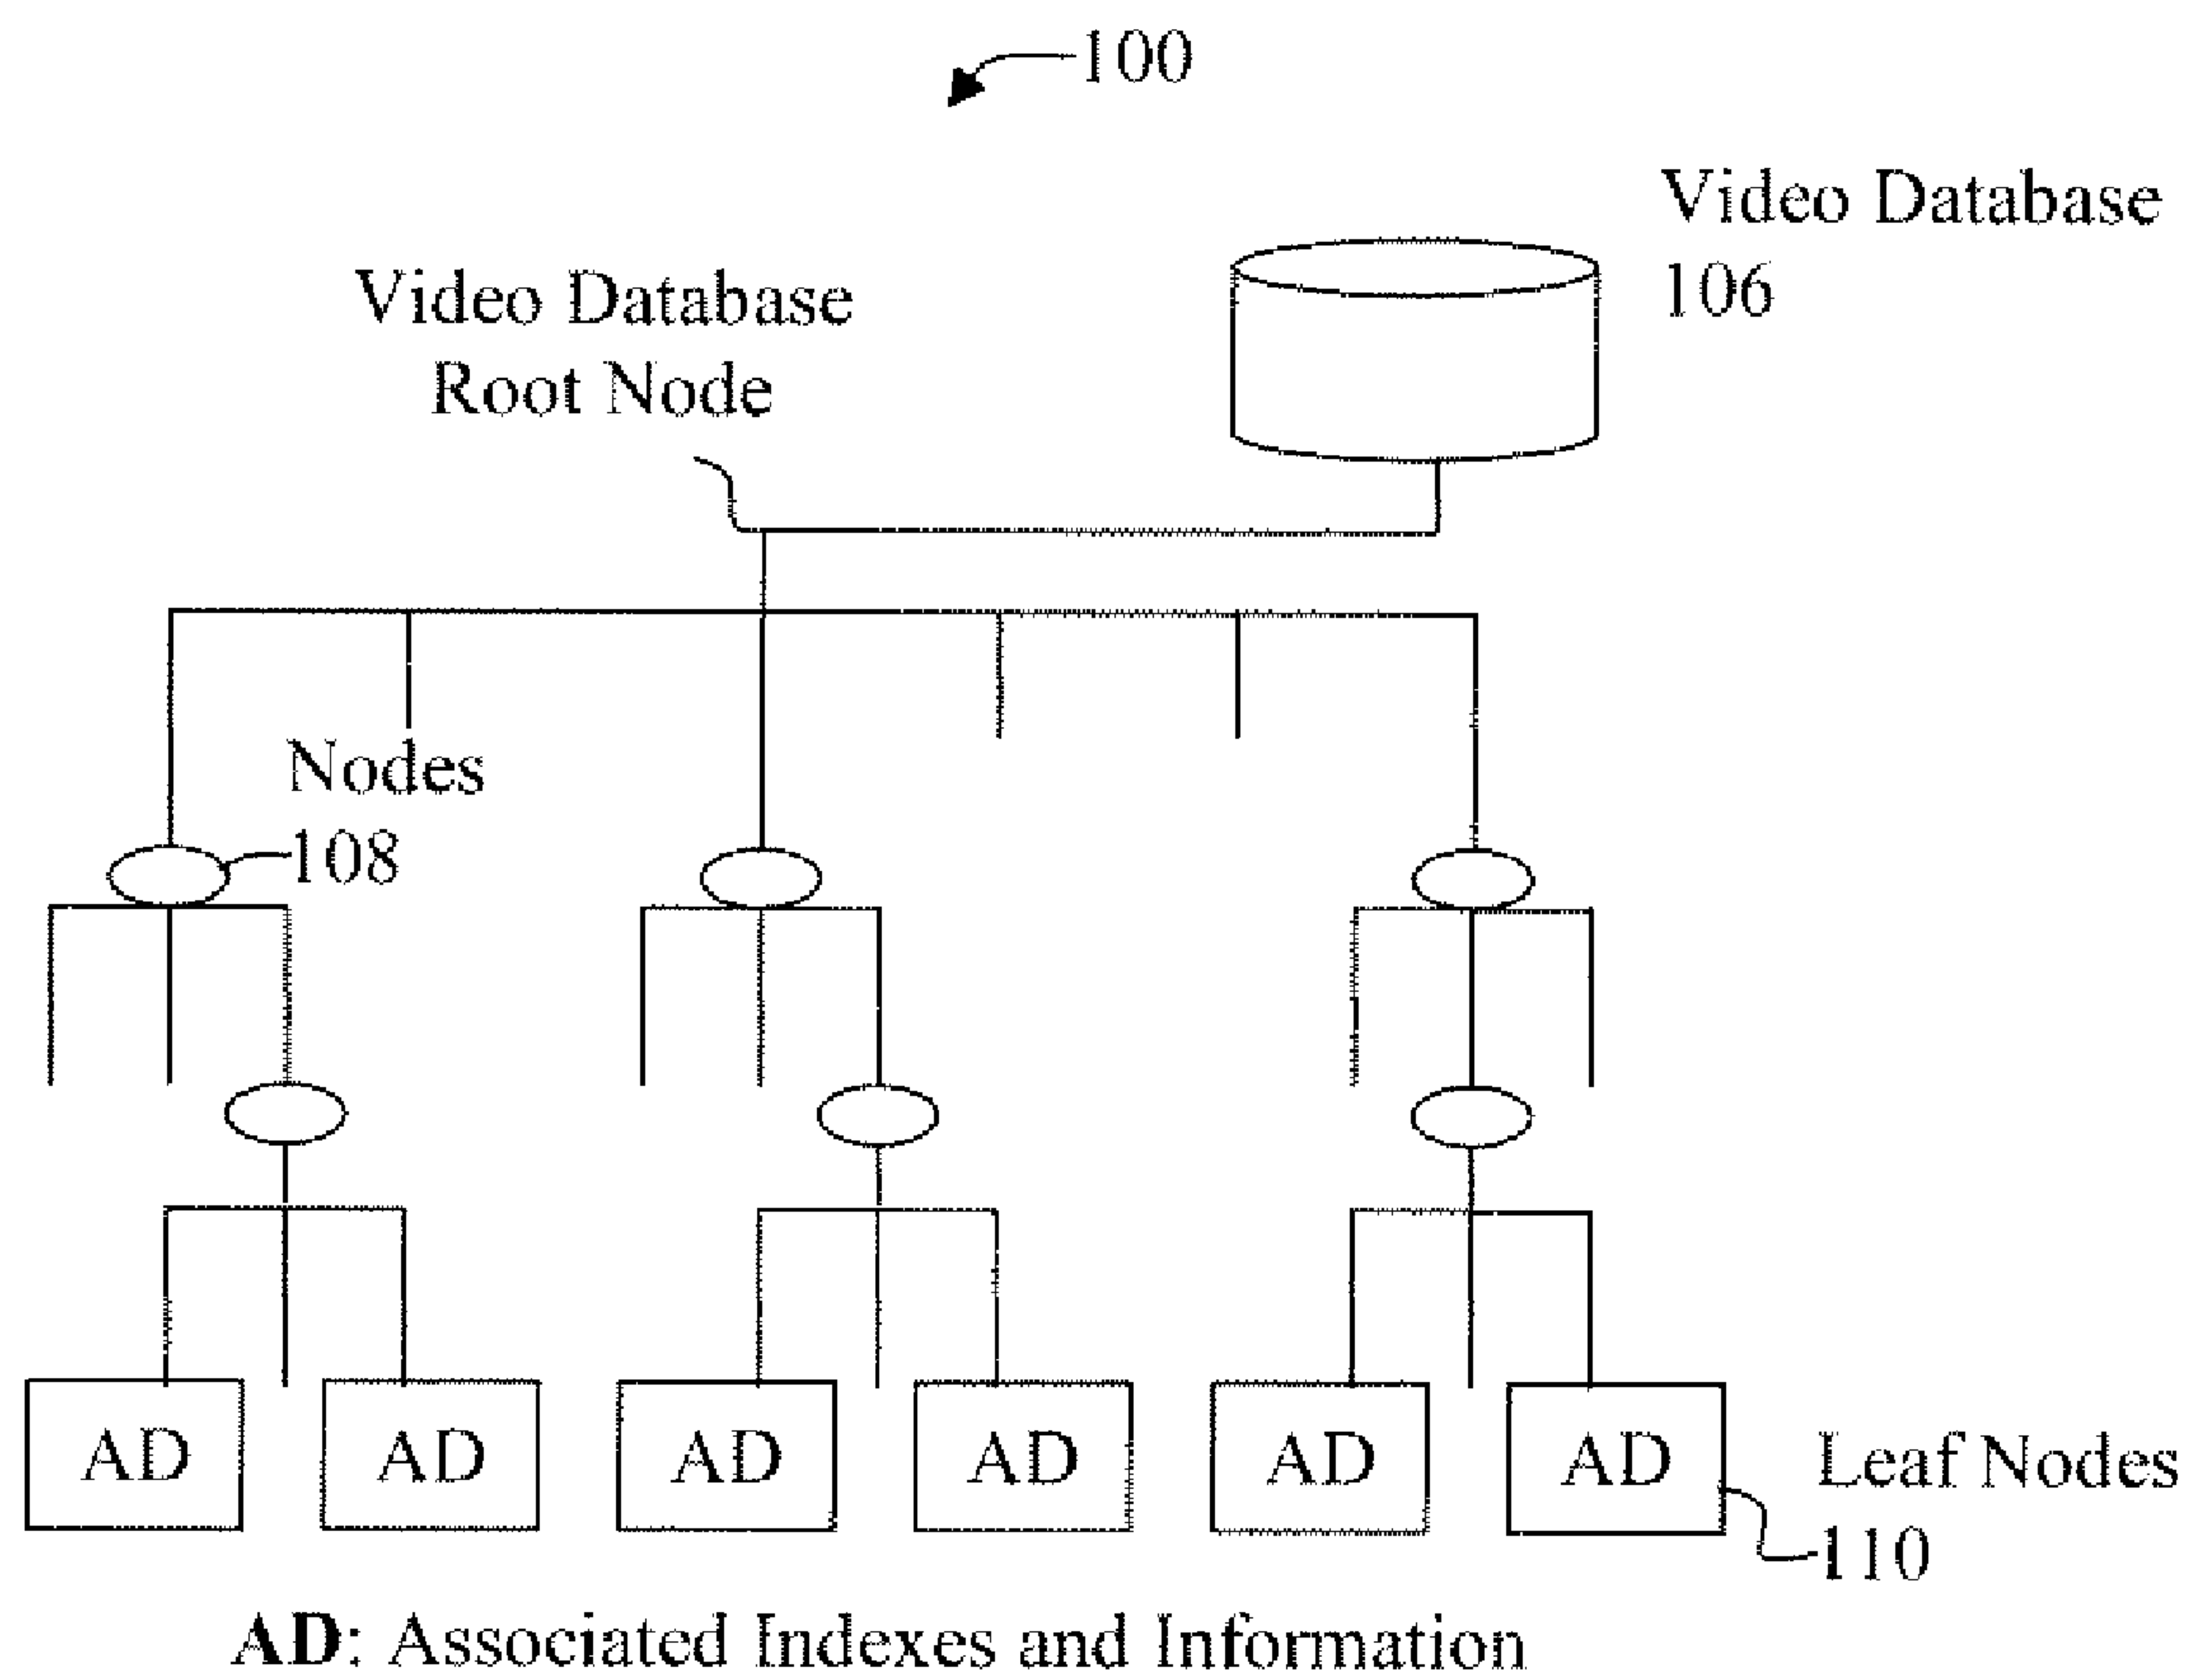 100
Video Database
106
Video Database
Root Node
Nodes
108
AD AD AD AD AD AD
Leaf Nodes
110
AD: Associated Indexes and Information